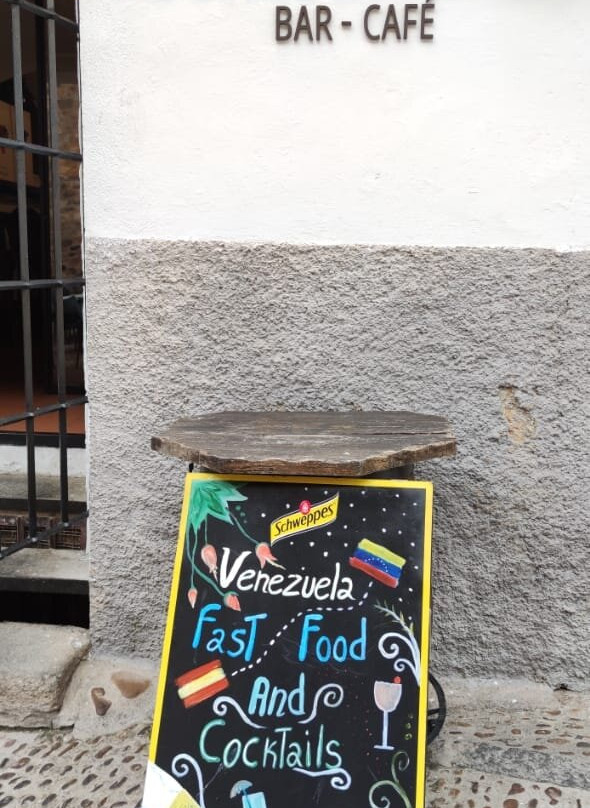 BAR - CAFÉ
Schweppes
Venezuela
Fast Food
And
Cocktails